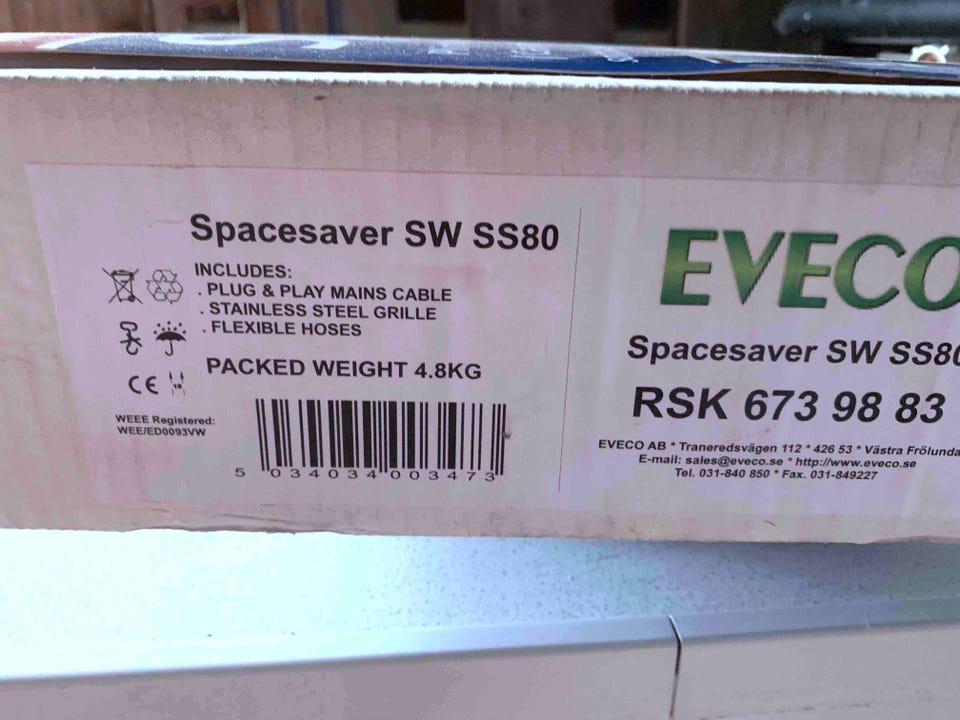 Spacesaver SW SS80
INCLUDES:
. PLUG & PLAY MAINS CABLE
. STAINLESS STEEL GRILLE
. FLEXIBLE HOSES
PACKED WEIGHT 4.8KG
CE
WEEE Registered:
WEE/ED0093VW
5 034034 003473
EVECO
Spacesaver SW SS80
RSK 673 98 83
EVECO AB * Traneredsvägen 112 * 426 53 * Västra Frölunda
E-mail: sales@eveco.se * http://www.eveco.se
Tel. 031-840 850 * Fax. 031-849227